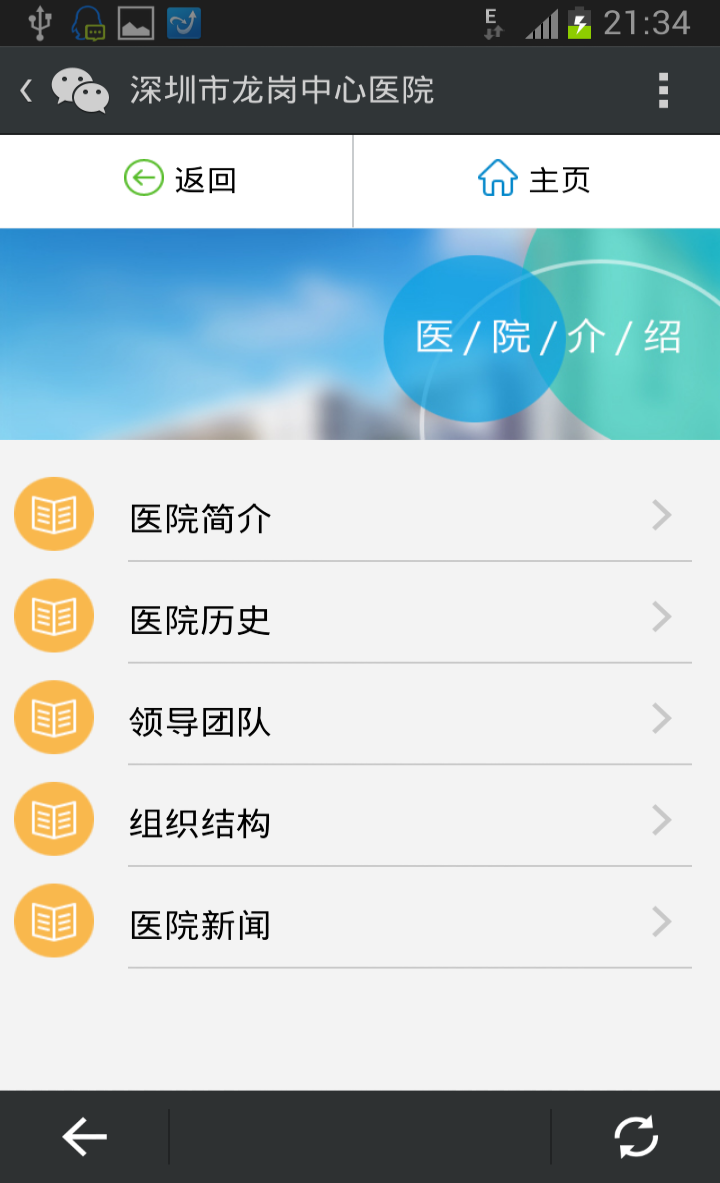 E 21:34
深圳市龙岗中心医院
返回 主页
医/院/介/绍
医院简介
医院历史
领导团队
组织结构
医院新闻